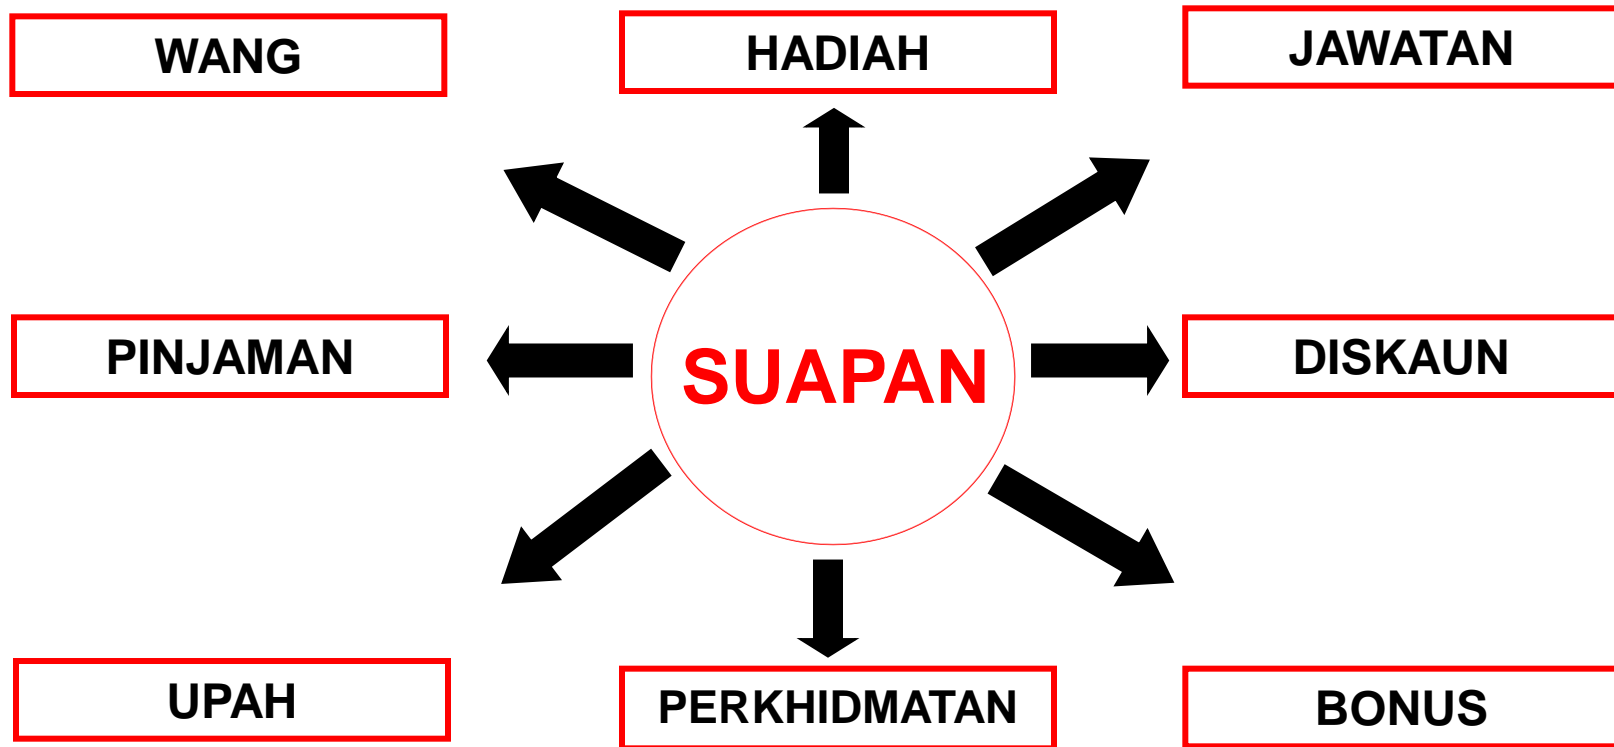 WANG
HADIAH
JAWATAN
PINJAMAN
SUAPAN
DISKAUN
UPAH
PERKHIDMATAN
BONUS